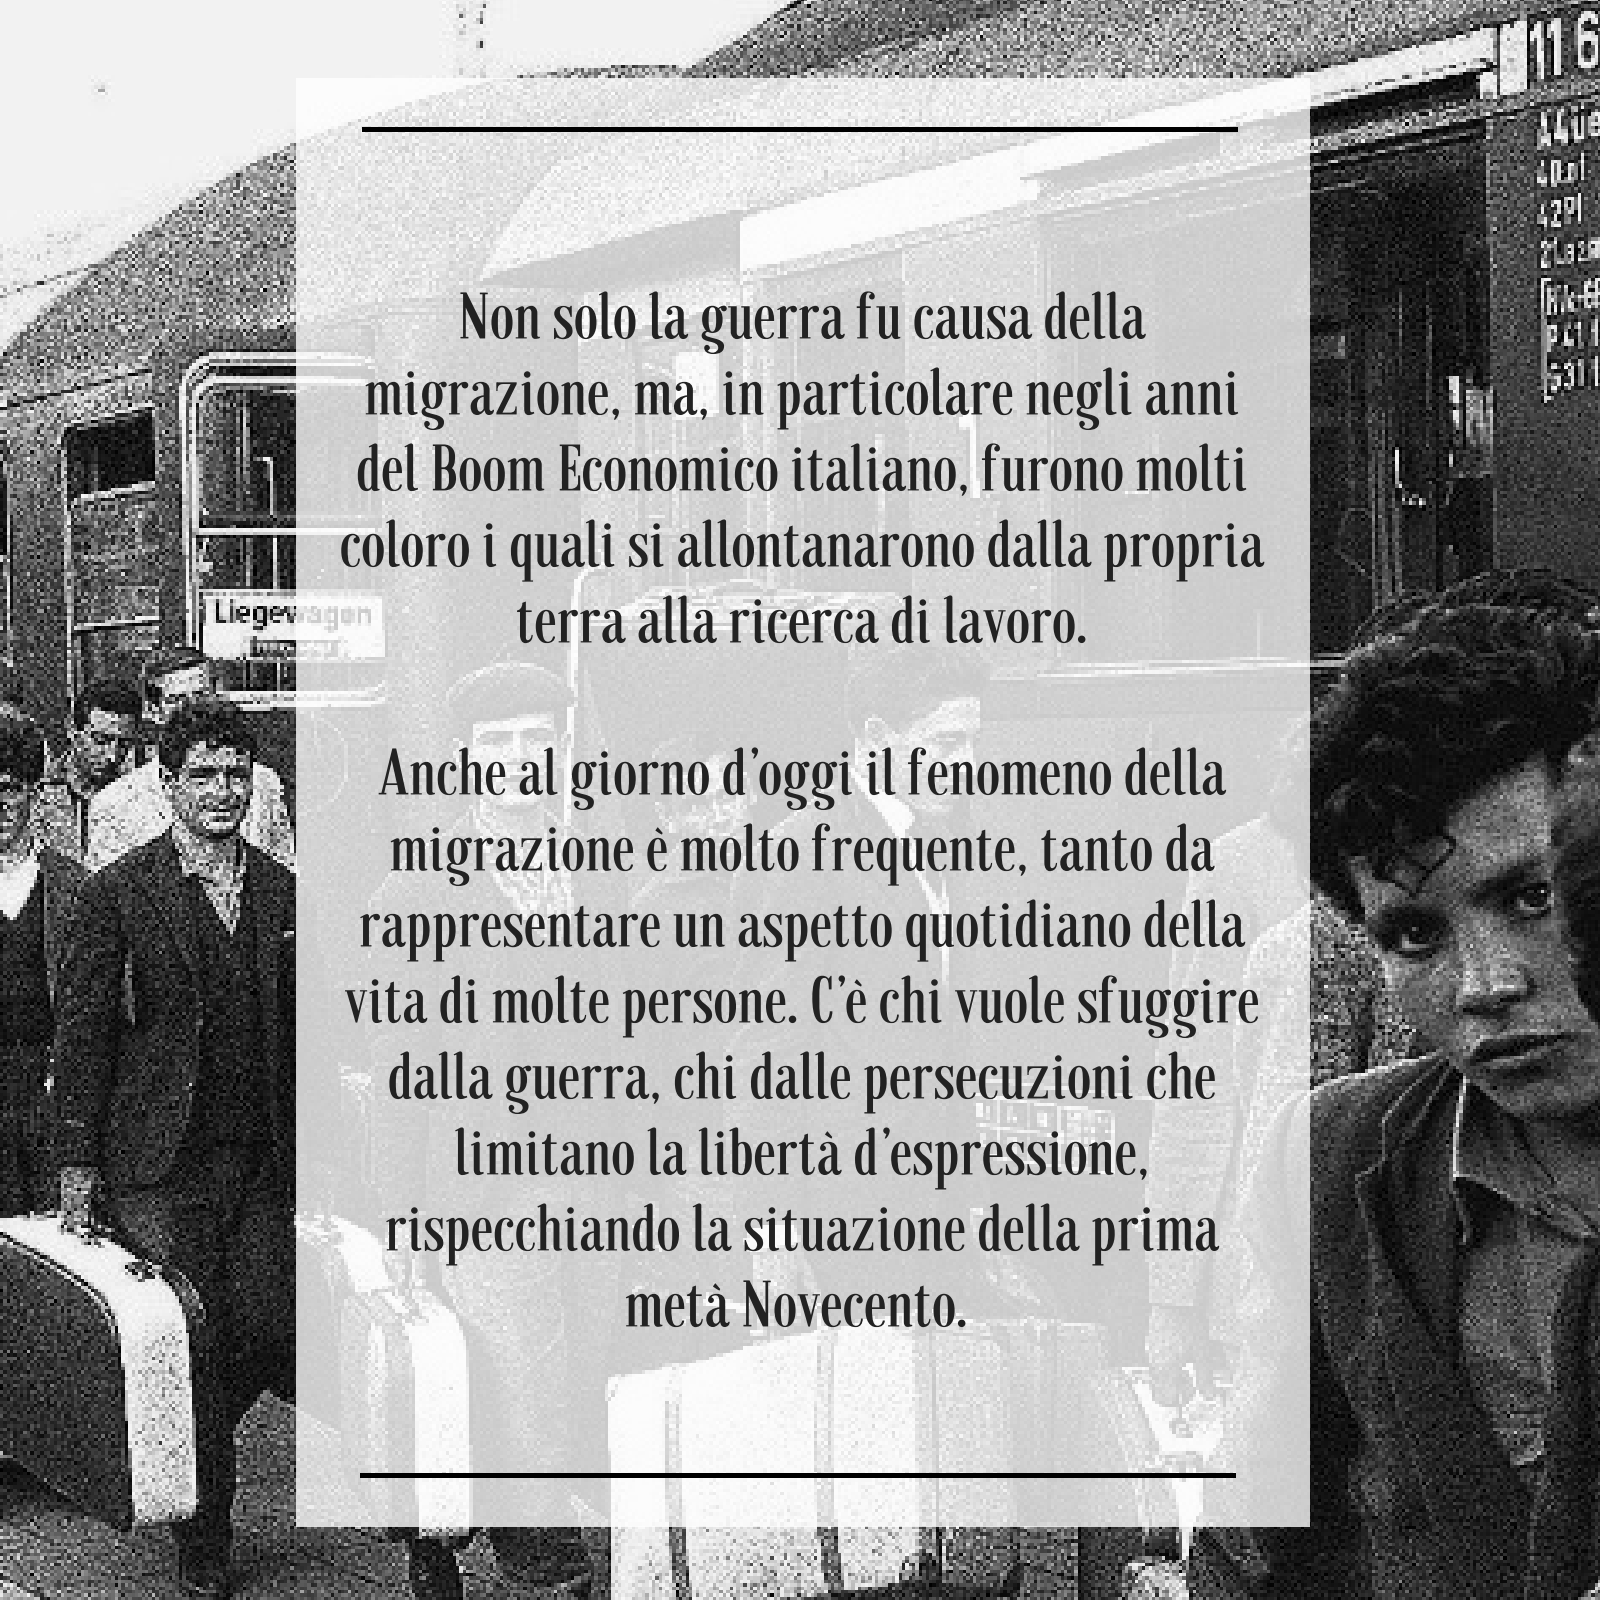 116
Non solo la guerra fu causa della
migrazione, ma, in particolare negli anni
del Boom Economico italiano, furono molti
coloro i quali si allontanarono dalla propria
terra alla ricerca di lavoro.
Liegewagen
Anche al giorno d'oggi il fenomeno della
migrazione è molto frequente, tanto da
rappresentare un aspetto quotidiano della
vita di molte persone. C'è chi vuole sfuggire
dalla guerra, chi dalle persecuzioni che
limitano la libertà d'espressione,
rispecchiando la situazione della prima
metà Novecento.